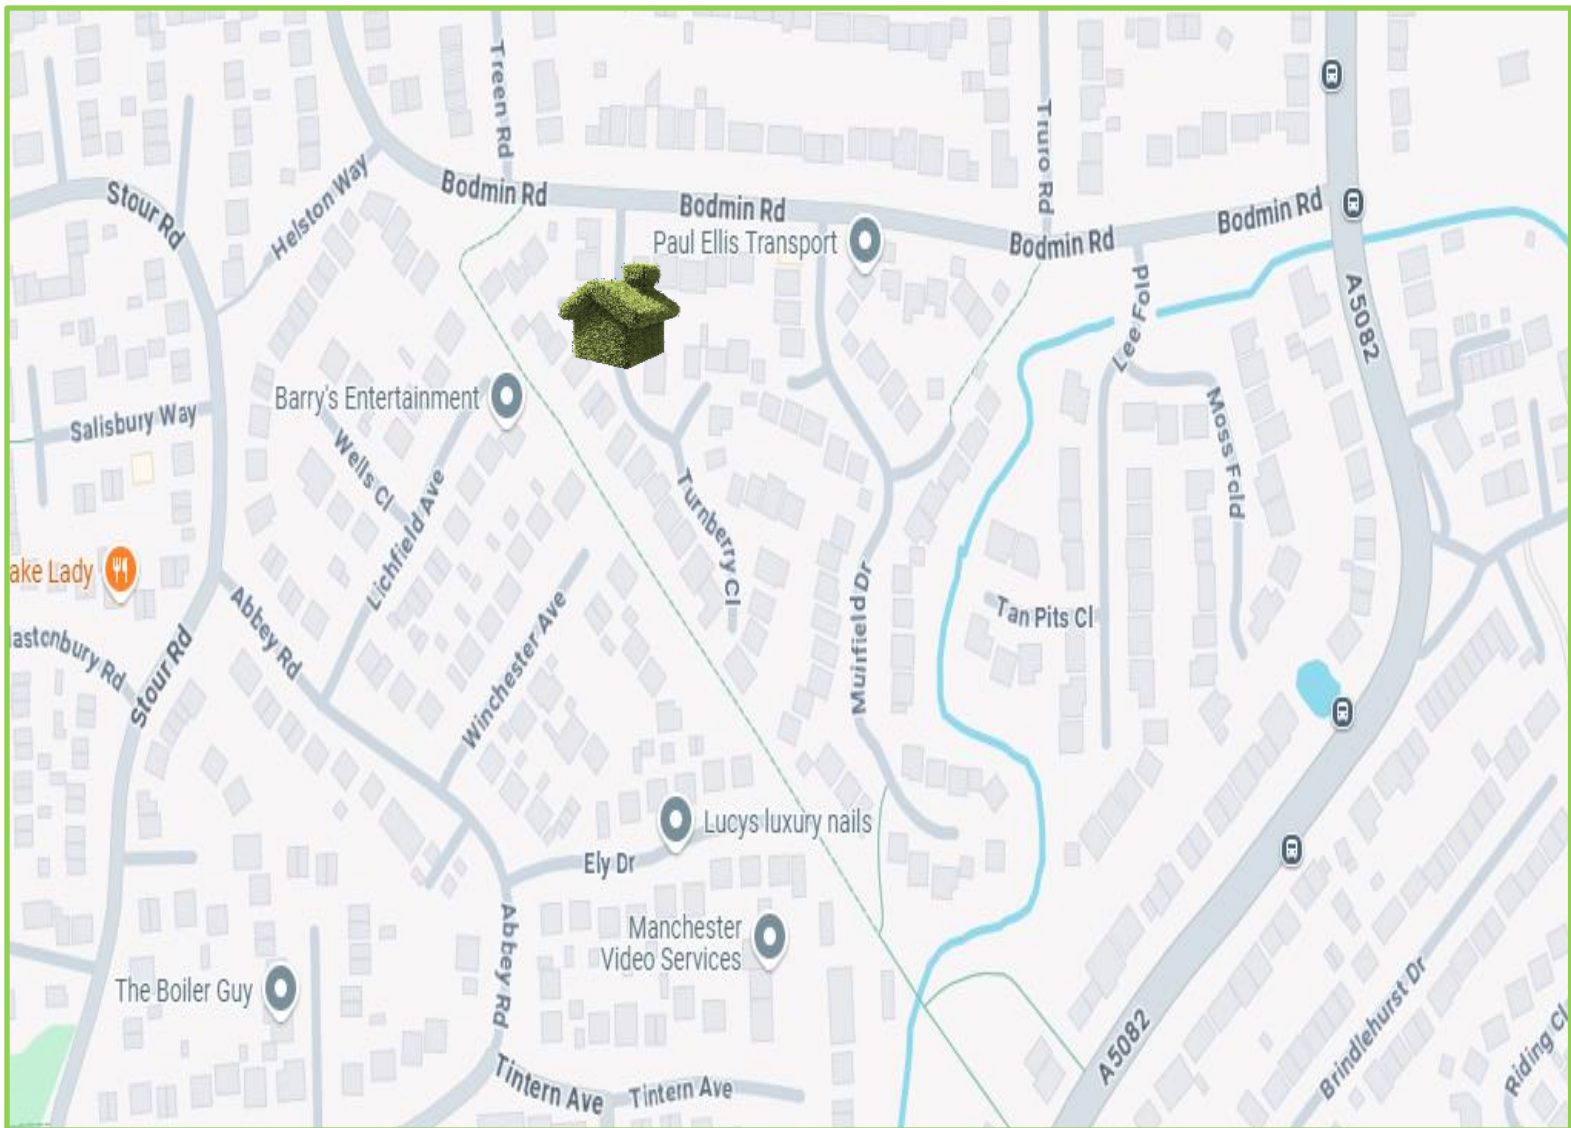 Treen Rd
Truro Rd
Stour Rd
Helston Way
Bodmin Rd
Bodmin Rd
Bodmin Rd
Bodmin Rd
Paul Ellis Transport
Lee Fold
A5082
Barry's Entertainment
Salisbury Way
Wells Cl
Lichfield Ave
Turnberry Cl
Moss Fold
ake Lady
Abbey Rd
Winchester Ave
Muirfield Dr
Tan Pits Cl
lastonbury Rd
Stour Rd
Lucys luxury nails
Ely Dr
Manchester
Video Services
Abbey Rd
The Boiler Guy
Tintern Ave
Tintern Ave
A5082
Brindlehurst Dr
Riding Cl